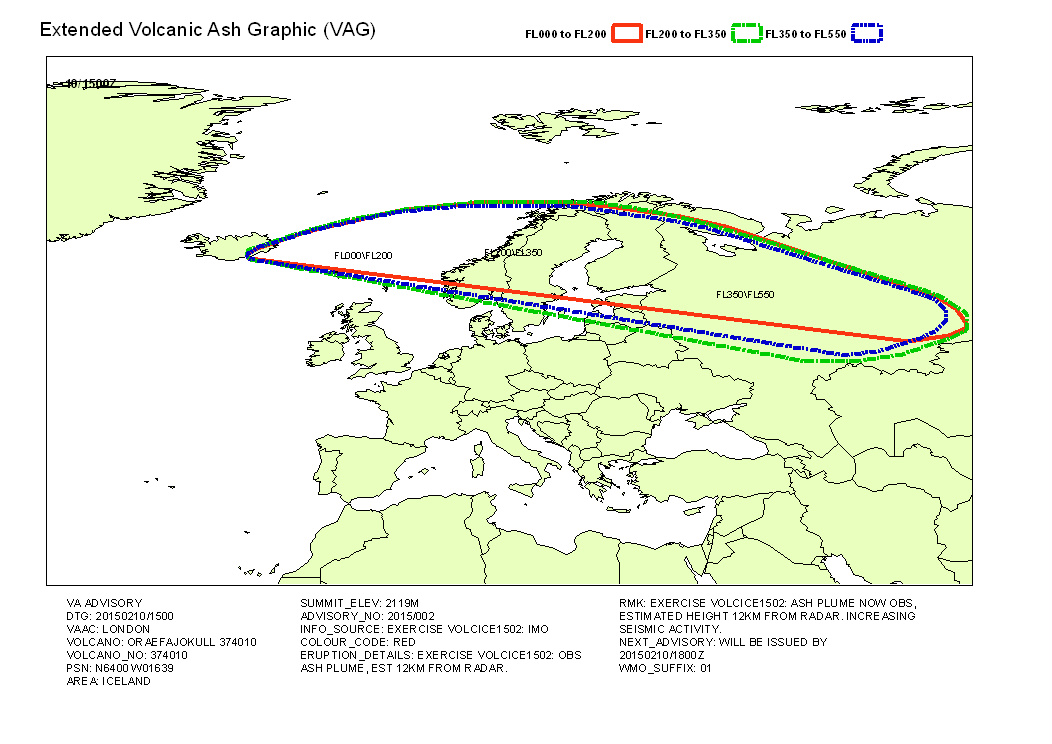 Extended Volcanic Ash Graphic (VAG)
FL000 to FL200 FL200 to FL350 FL350 to FL550
10/1500Z
FL000\FL200
FL200\FL350
FL350\FL550
VA ADVISORY
DTG: 20150210/1500
VAAC: LONDON
VOLCANO: ORAEFAJOKULL 374010
VOLCANO_NO: 374010
PSN: N6400 W01639
AREA: ICELAND
SUMMIT_ELEV: 2119M
ADVISORY_NO: 2015/002
INFO_SOURCE: EXERCISE VOLCICE1502: IMO
COLOUR_CODE: RED
ERUPTION_DETAILS: EXERCISE VOLCICE1502: OBS
ASH PLUME, EST 12KM FROM RADAR.
RMK: EXERCISE VOLCICE1502: ASH PLUME NOW OBS,
ESTIMATED HEIGHT 12KM FROM RADAR. INCREASING
SEISMIC ACTIVITY.
NEXT_ADVISORY: WILL BE ISSUED BY
20150210/1800Z
WMO_SUFFIX: 01